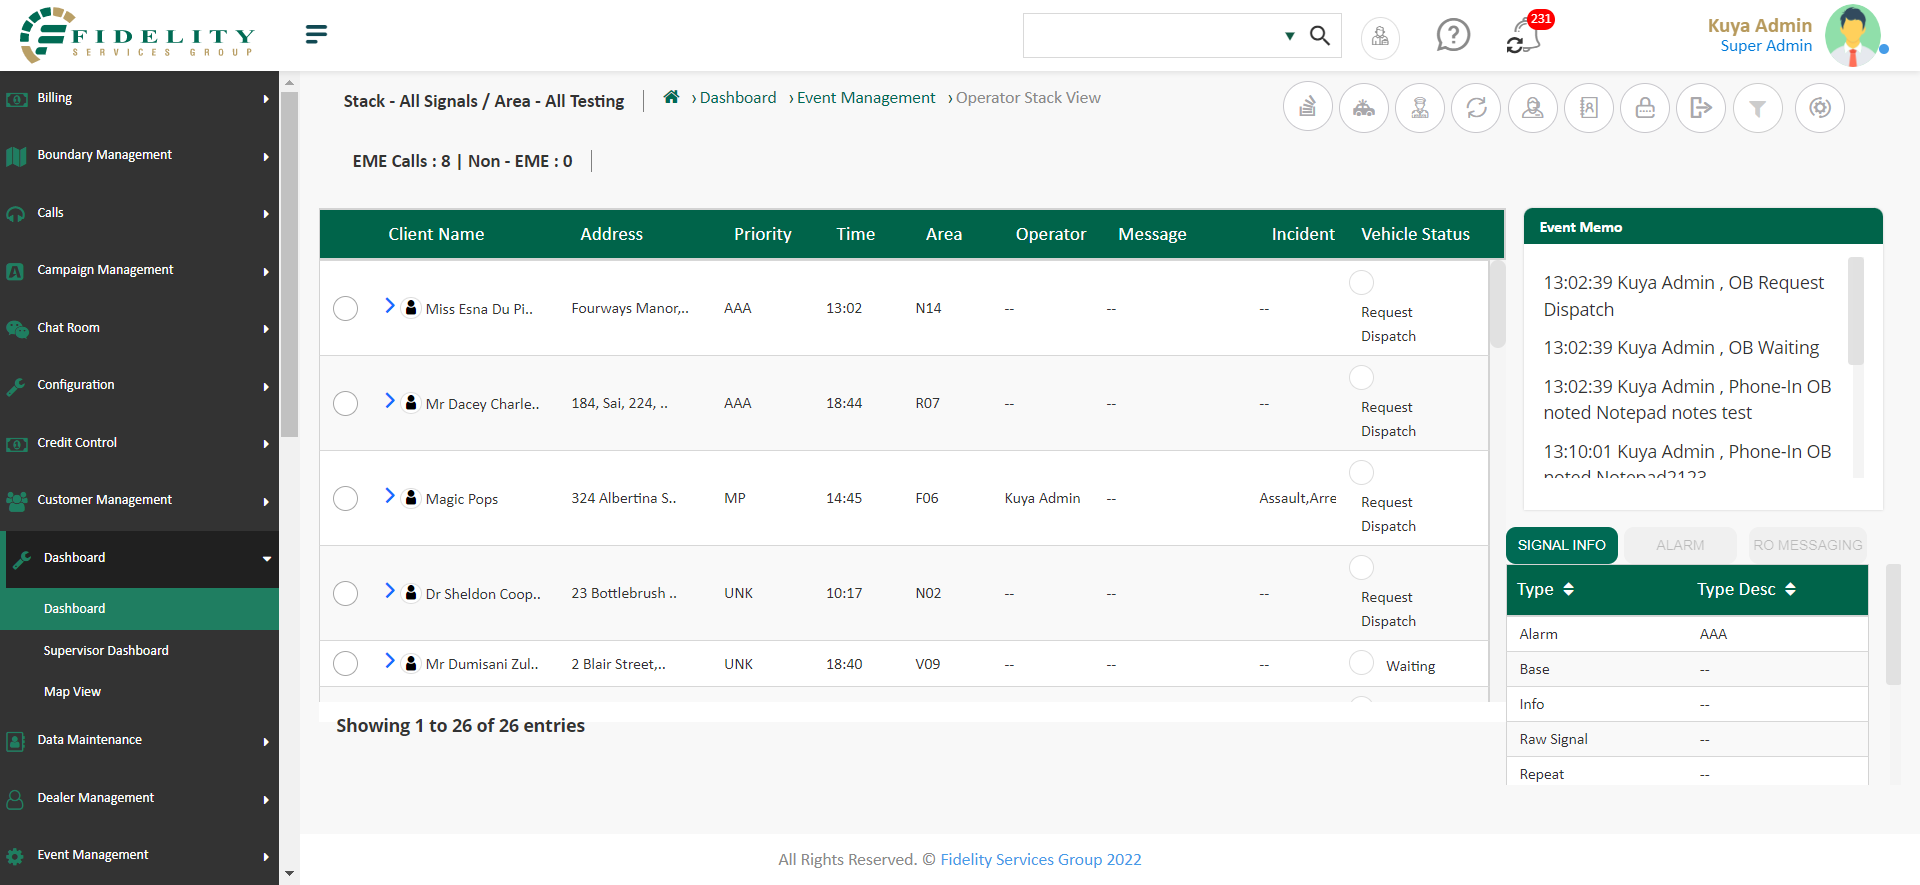 FIDELITY
SERVICES GROUP
231
Kuya Admin
Super Admin
Billing
Boundary Management
Calls
Campaign Management
Chat Room
Configuration
Credit Control
Customer Management
Dashboard
Dashboard
Supervisor Dashboard
Map View
Data Maintenance
Dealer Management
Event Management
Stack - All Signals / Area - All Testing
› Dashboard › Event Management › Operator Stack View
EME Calls : 8 | Non - EME : 0
Client Name Address Priority Time Area Operator Message Incident Vehicle Status
Miss Esna Du Pi.. Fourways Manor,.. AAA 13:02 N14 -- -- -- Request Dispatch
Mr Dacey Charle.. 184, Sai, 224, .. AAA 18:44 R07 -- -- -- Request Dispatch
Magic Pops 324 Albertina S.. MP 14:45 F06 Kuya Admin -- Assault,Arre Request Dispatch
Dr Sheldon Coop.. 23 Bottlebrush .. UNK 10:17 N02 -- -- -- Request Dispatch
Mr Dumisani Zul.. 2 Blair Street,.. UNK 18:40 V09 -- -- -- Waiting
Showing 1 to 26 of 26 entries
Event Memo
13:02:39 Kuya Admin , OB Request
Dispatch
13:02:39 Kuya Admin , OB Waiting
13:02:39 Kuya Admin , Phone-In OB
noted Notepad notes test
13:10:01 Kuya Admin , Phone-In OB
noted Notepad2123
SIGNAL INFO ALARM RO MESSAGING
Type Type Desc
Alarm AAA
Base --
Info --
Raw Signal --
Repeat --
All Rights Reserved. © Fidelity Services Group 2022